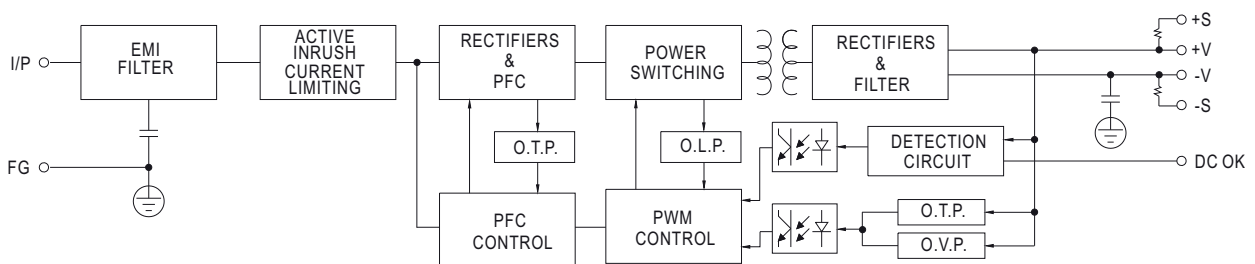 I/P
EMI
FILTER
ACTIVE
INRUSH
CURRENT
LIMITING
RECTIFIERS
&
PFC
POWER
SWITCHING
RECTIFIERS
&
FILTER
+S
+V
-V
-S
FG
O.T.P.
O.L.P.
DETECTION
CIRCUIT
DC OK
PFC
CONTROL
PWM
CONTROL
O.T.P.
O.V.P.